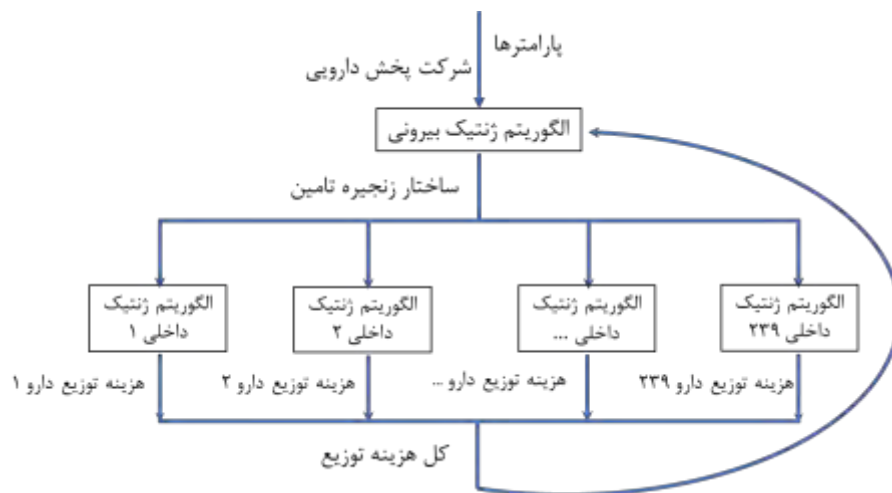 پارامترها
شرکت پخش دارویی
الگوریتم ژنتیک بیرونی
ساختار زنجیره تامین
الگوریتم ژنتیک
داخلی ۱
الگوریتم ژنتیک
داخلی ۲
الگوریتم ژنتیک
داخلی ...
الگوریتم ژنتیک
داخلی ۲۳۹
هزینه توزیع دارو ۱
هزینه توزیع دارو ۲
هزینه توزیع دارو ...
هزینه توزیع دارو ۲۳۹
کل هزینه توزیع